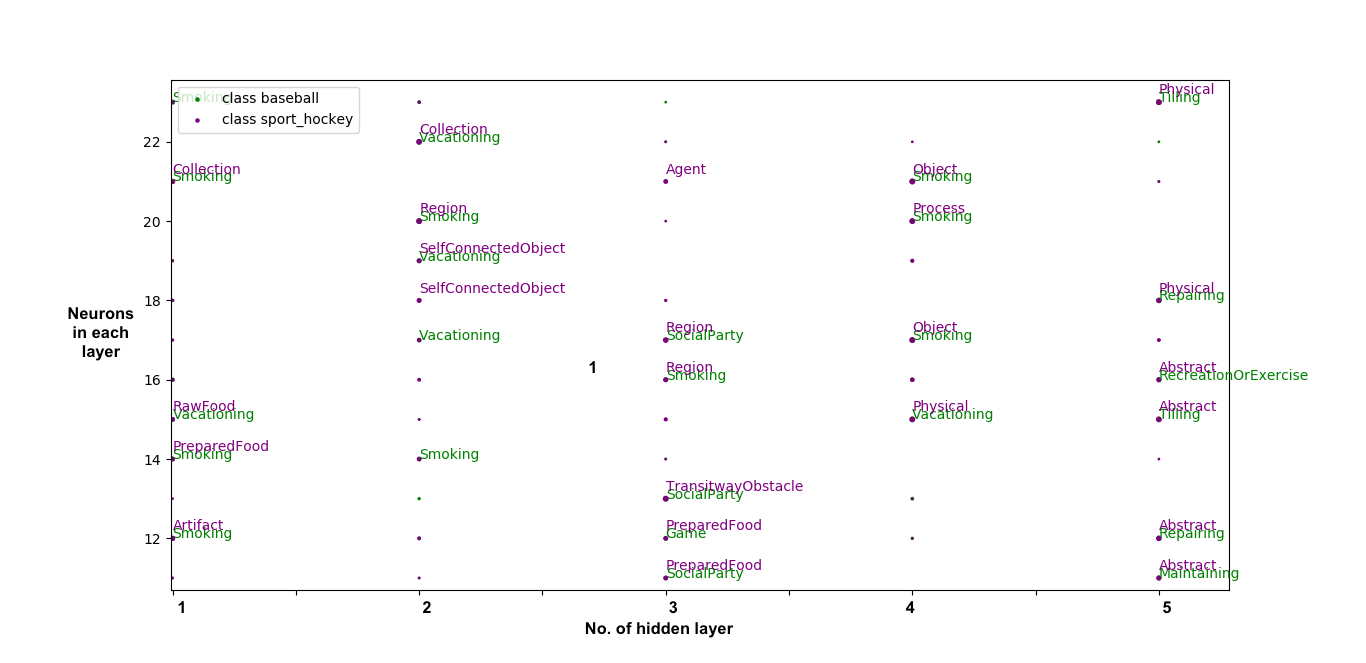 Physical
Smoking
class baseball
Tilling
class sport_hockey
Collection
Vacationing
22
Collection
Agent
Object
Smoking
Smoking
Region
Process
20
Smoking
Smoking
SelfConnectedObject
Vacationing
SelfConnectedObject
Physical
18
Repairing
Neurons
in each
layer
Region
Object
Vacationing
SocialParty
Smoking
1
Region
Abstract
16
Smoking
RecreationOrExercise
RawFood
Physical
Abstract
Vacationing
Vacationing
Tilling
PreparedFood
14
Smoking
Smoking
TransitwayObstacle
SocialParty
Artifact
PreparedFood
Abstract
12
Smoking
Game
Repairing
PreparedFood
Abstract
SocialParty
Maintaining
1 2 3 4 5
No. of hidden layer